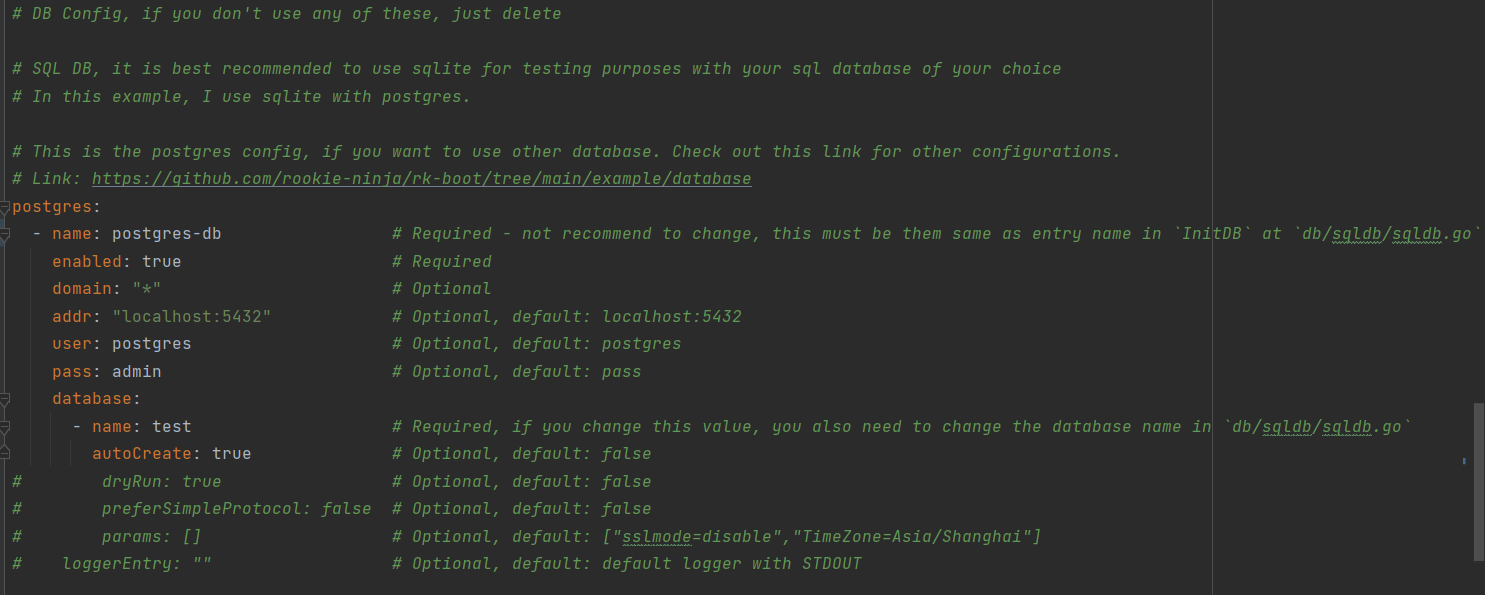 # DB Config, if you don't use any of these, just delete
# SQL DB, it is best recommended to use sqlite for testing purposes with your sql database of your choice
# In this example, I use sqlite with postgres.
# This is the postgres config, if you want to use other database. Check out this link for other configurations.
# Link: https://github.com/rookie-ninja/rk-boot/tree/main/example/database
postgres:
  - name: postgres-db                 # Required - not recommend to change, this must be them same as entry name in `InitDB` at `db/sqldb/sqldb.go`
    enabled: true                     # Required
    domain: "*"                       # Optional
    addr: "localhost:5432"            # Optional, default: localhost:5432
    user: postgres                    # Optional, default: postgres
    pass: admin                       # Optional, default: pass
    database:
      - name: test                    # Required, if you change this value, you also need to change the database name in `db/sqldb/sqldb.go`
        autoCreate: true              # Optional, default: false
#        dryRun: true                 # Optional, default: false
#        preferSimpleProtocol: false  # Optional, default: false
#        params: []                   # Optional, default: ["sslmode=disable","TimeZone=Asia/Shanghai"]
#    loggerEntry: ""                  # Optional, default: default logger with STDOUT